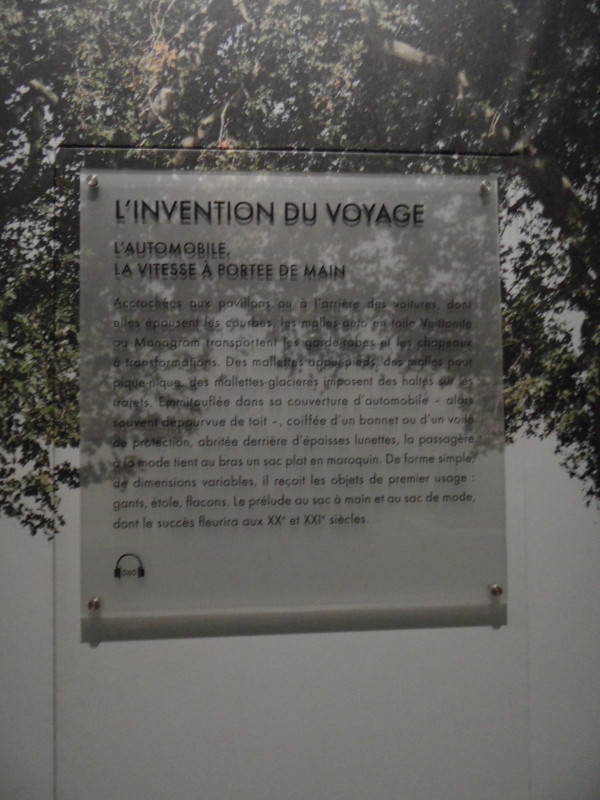 L'INVENTION DU VOYAGE
L'AUTOMOBILE,
LA VITESSE À PORTEE DE MAIN
Accrochées aux pavillons ou à l'arrière des voitures, dont
elles épousent les courbes, les malles-auto en toile Vuittonite
ou Monogram transportent les garde-robes et les chapeaux
à transformations. Des mallettes appui-pieds, des malles pour
pique-nique, des mallettes-glacières imposent des haltes sur les
trajets. Emmitouflée dans sa couverture d'automobile – alors
souvent dépourvue de toit –, coiffée d'un bonnet ou d'un voile
de protection, abritée derrière d'épaisses lunettes, la passagère
à la mode tient au bras un sac plat en maroquin. De forme simple,
de dimensions variables, il reçoit les objets de premier usage :
gants, étole, flacons. Le prélude au sac à main et au sac de mode,
dont le succès fleurira aux XXe et XXIe siècles.